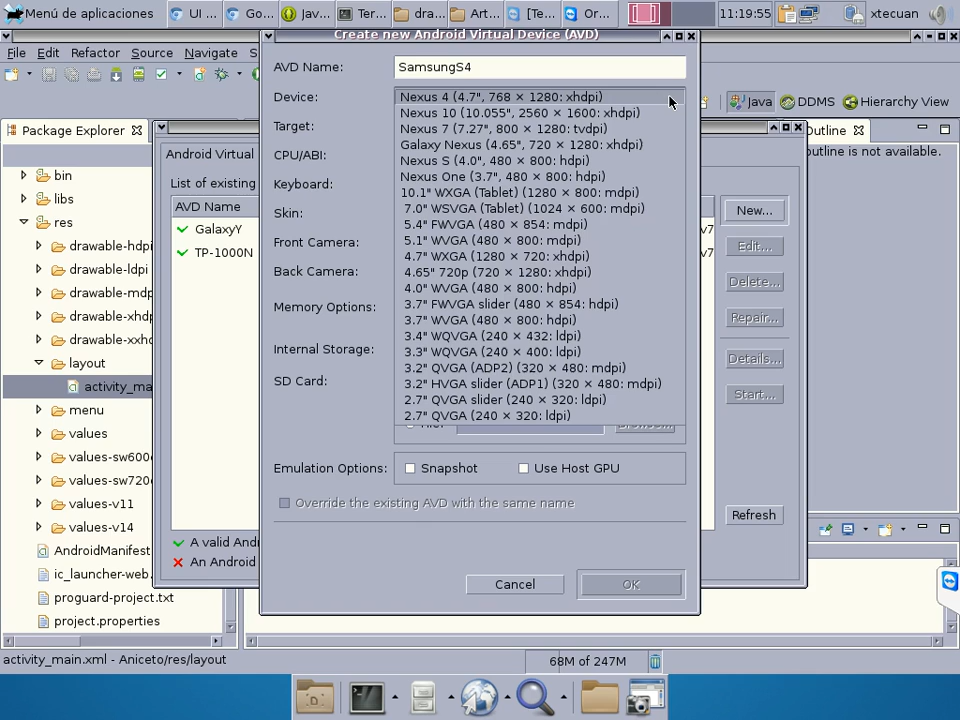 Menú de aplicaciones
UI ...
Go...
Jav...
Ter...
dra...
Art...
[Te...
Or...
11:19:55
xtecuan
Create new Android Virtual Device (AVD)
File Edit Refactor Source Navigate S
Java
DDMS
Hierarchy View
Package Explorer
bin
libs
res
drawable-hdpi
drawable-ldpi
drawable-mdp
drawable-xhdp
drawable-xxhd
layout
activity_ma
menu
values
values-sw600
values-sw720
values-v11
values-v14
AndroidManifest
ic_launcher-web.
proguard-project.txt
project.properties
Android Virtual
List of existing
AVD Name
GalaxyY
TP-1000N
A valid Andr
An Android
AVD Name:
SamsungS4
Device:
Target:
CPU/ABI:
Keyboard:
Skin:
Front Camera:
Back Camera:
Memory Options:
Internal Storage:
SD Card:
Nexus 4 (4.7", 768 × 1280: xhdpi)
Nexus 10 (10.055", 2560 × 1600: xhdpi)
Nexus 7 (7.27", 800 × 1280: tvdpi)
Galaxy Nexus (4.65", 720 × 1280: xhdpi)
Nexus S (4.0", 480 × 800: hdpi)
Nexus One (3.7", 480 × 800: hdpi)
10.1" WXGA (Tablet) (1280 × 800: mdpi)
7.0" WSVGA (Tablet) (1024 × 600: mdpi)
5.4" FWVGA (480 × 854: mdpi)
5.1" WVGA (480 × 800: mdpi)
4.7" WXGA (1280 × 720: xhdpi)
4.65" 720p (720 × 1280: xhdpi)
4.0" WVGA (480 × 800: hdpi)
3.7" FWVGA slider (480 × 854: hdpi)
3.7" WVGA (480 × 800: hdpi)
3.4" WQVGA (240 × 432: ldpi)
3.3" WQVGA (240 × 400: ldpi)
3.2" QVGA (ADP2) (320 × 480: mdpi)
3.2" HVGA slider (ADP1) (320 × 480: mdpi)
2.7" QVGA slider (240 × 320: ldpi)
2.7" QVGA (240 × 320: ldpi)
Emulation Options:
Snapshot
Use Host GPU
Override the existing AVD with the same name
Cancel
OK
v7
v7
New...
Edit...
Delete...
Repair...
Details...
Start...
Refresh
Outline
outline is not available.
activity_main.xml - Aniceto/res/layout
68M of 247M